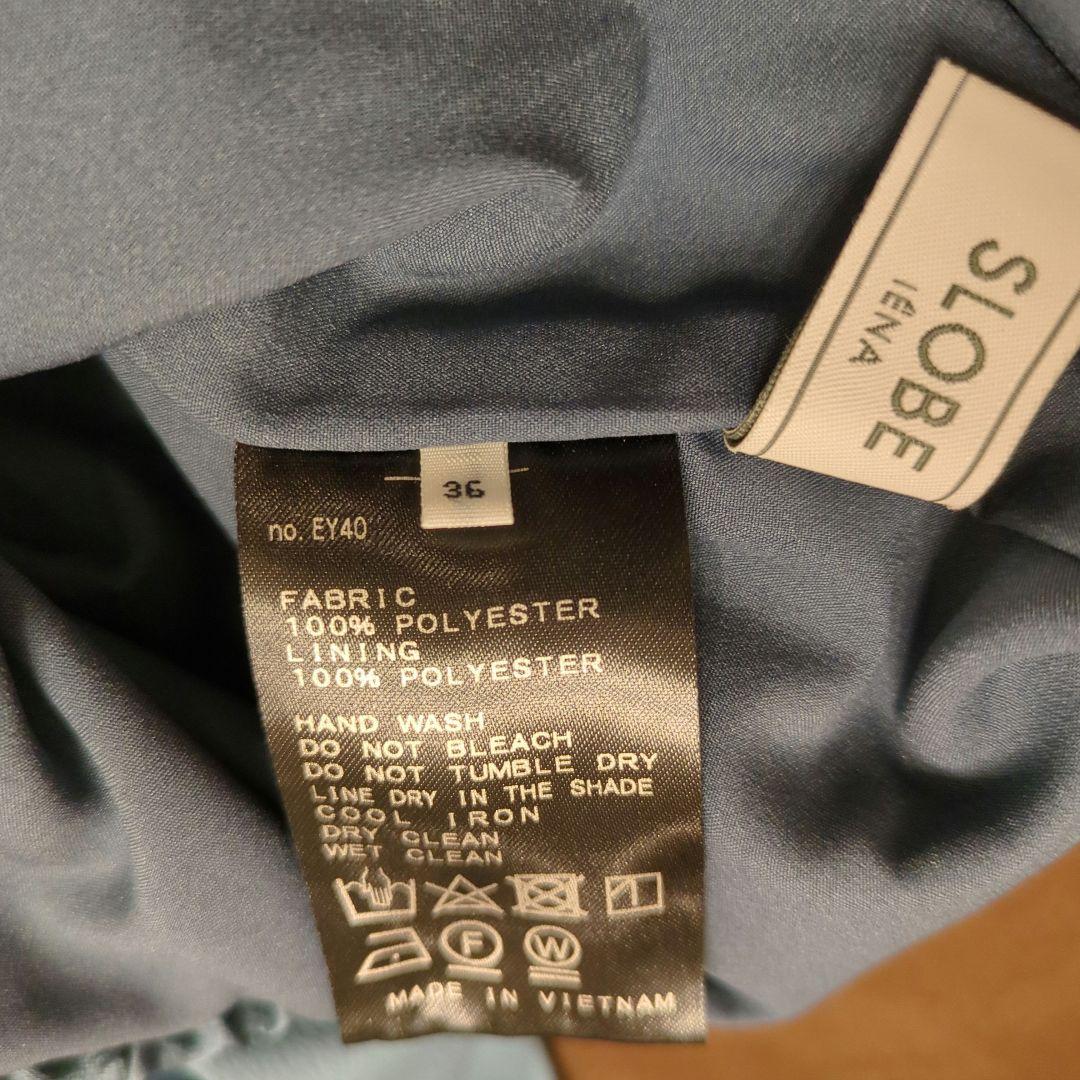 SLOBE
IÉNA
36
no. EY40
FABRIC
100% POLYESTER
LINING
100% POLYESTER
HAND WASH
DO NOT BLEACH
DO NOT TUMBLE DRY
LINE DRY IN THE SHADE
COOL IRON
DRY CLEAN
WET CLEAN
F W
MADE IN VIETNAM